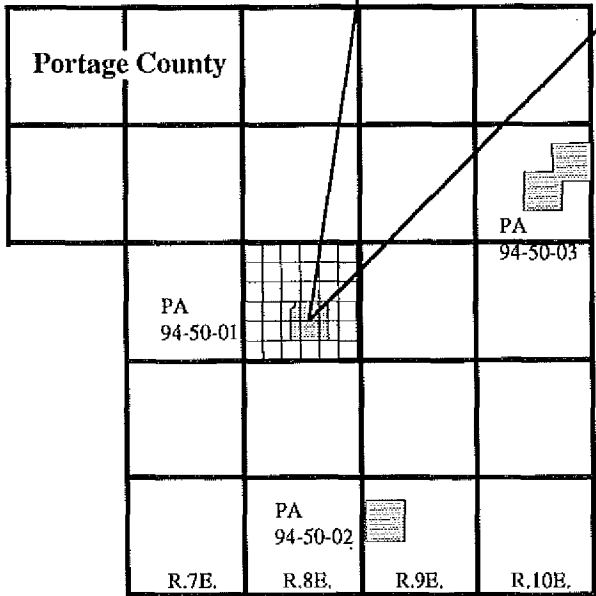 Portage County
PA
94-50-03
PA
94-50-01
PA
94-50-02
R.7E.
R.8E.
R.9E.
R.10E.